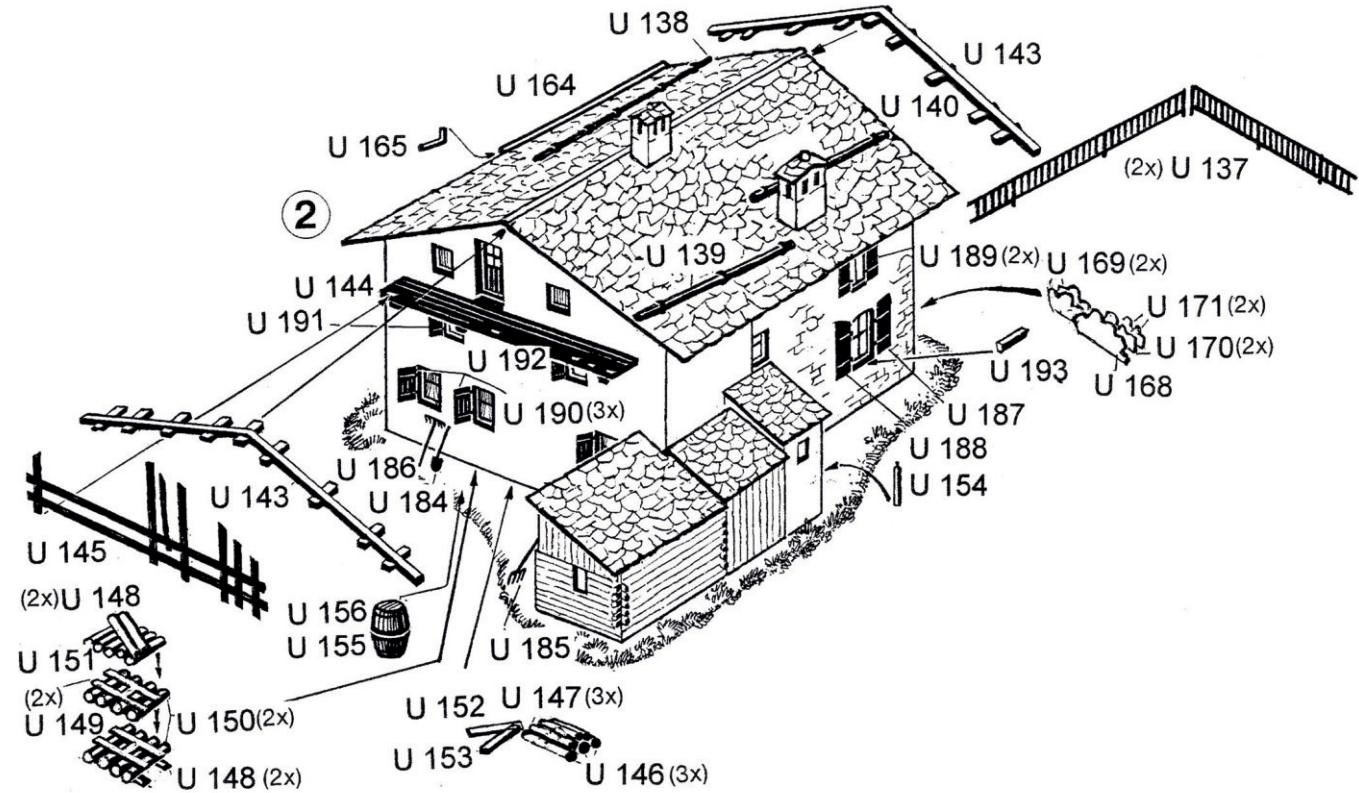 U 138
U 143
U 164
U 140
U 165
(2x) U 137
2
U 139
U 189 (2x)
U 169 (2x)
U 144
U 171 (2x)
U 191
U 170 (2x)
U 192
U 193
U 168
U 190 (3x)
U 187
U 188
U 186
U 154
U 143
U 184
U 145
(2x) U 148
U 156
U 155
U 185
U 151
(2x)
U 149
U 150 (2x)
U 152
U 147 (3x)
U 153
U 146 (3x)
U 148 (2x)